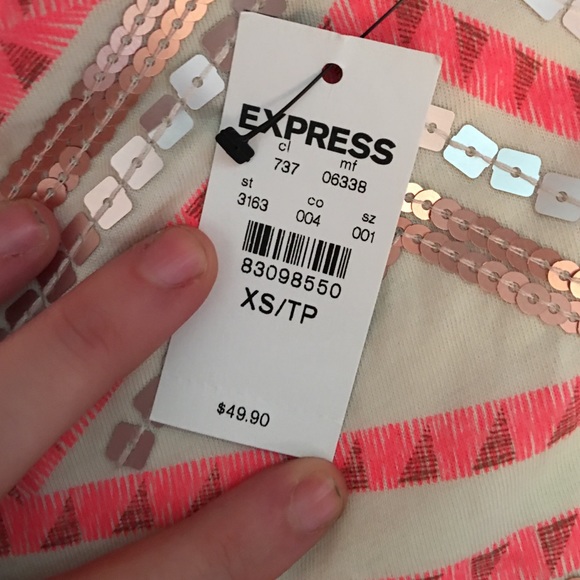 EXPRESS
cl mf
737 06338
st co sz
3163 004 001
83098550
XS/TP
$49.90